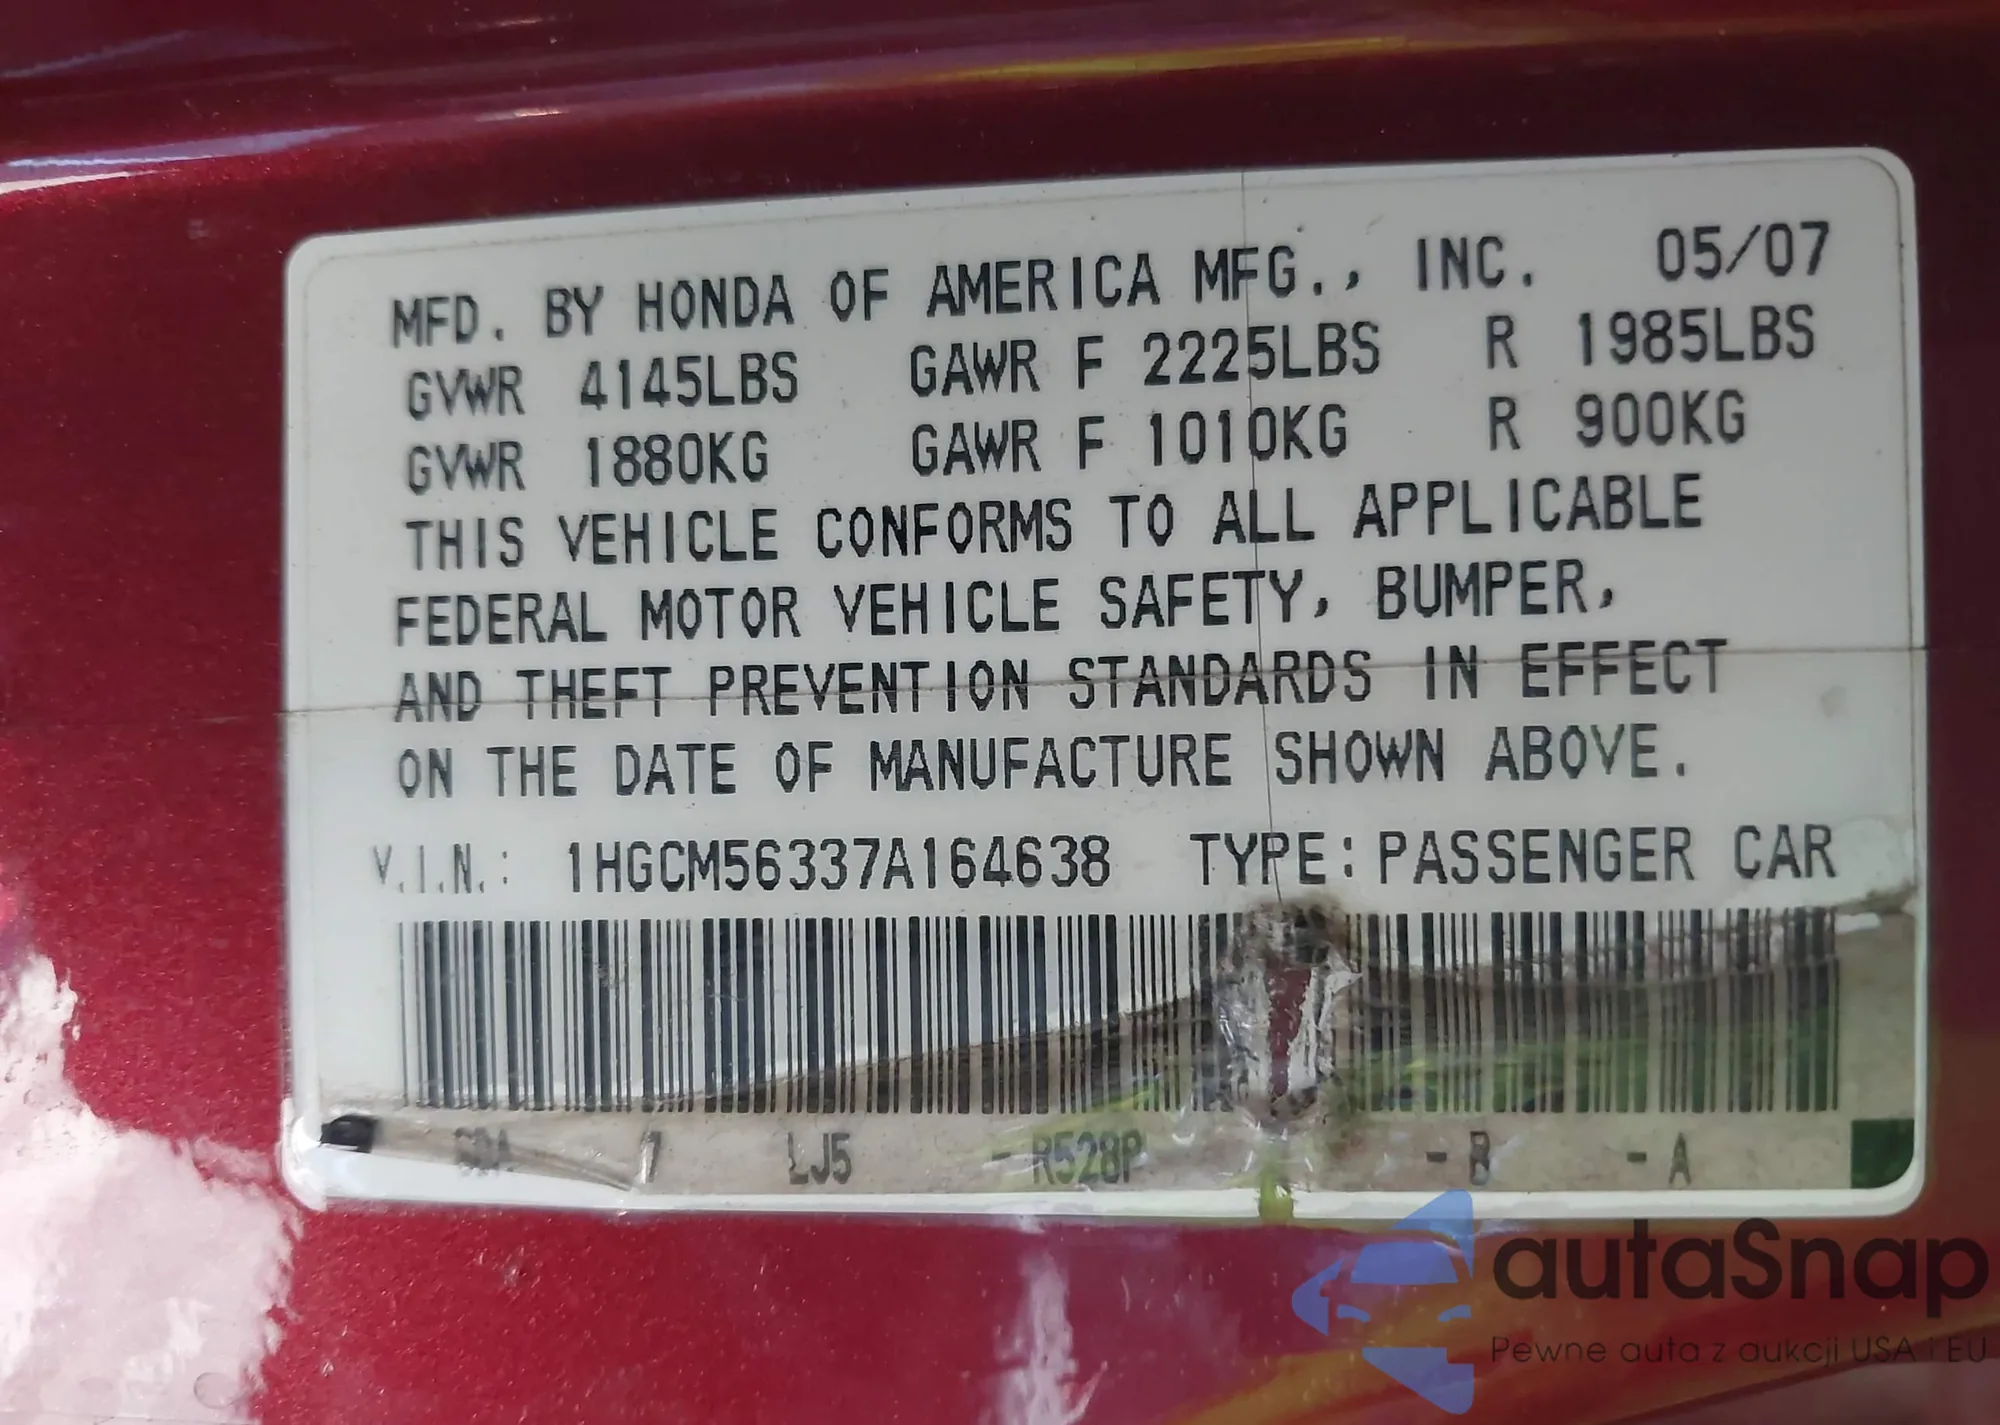 MFD. BY HONDA OF AMERICA MFG., INC. 05/07
GVWR 4145LBS GAWR F 2225LBS R 1985LBS
GVWR 1880KG GAWR F 1010KG R 900KG
THIS VEHICLE CONFORMS TO ALL APPLICABLE
FEDERAL MOTOR VEHICLE SAFETY, BUMPER,
AND THEFT PREVENTION STANDARDS IN EFFECT
ON THE DATE OF MANUFACTURE SHOWN ABOVE.
V.I.N.: 1HGCM56337A164638 TYPE: PASSENGER CAR
SDA 7 LJ5 - R528P - B - A
autaSnap
Pewne auta z aukcji USA i EU